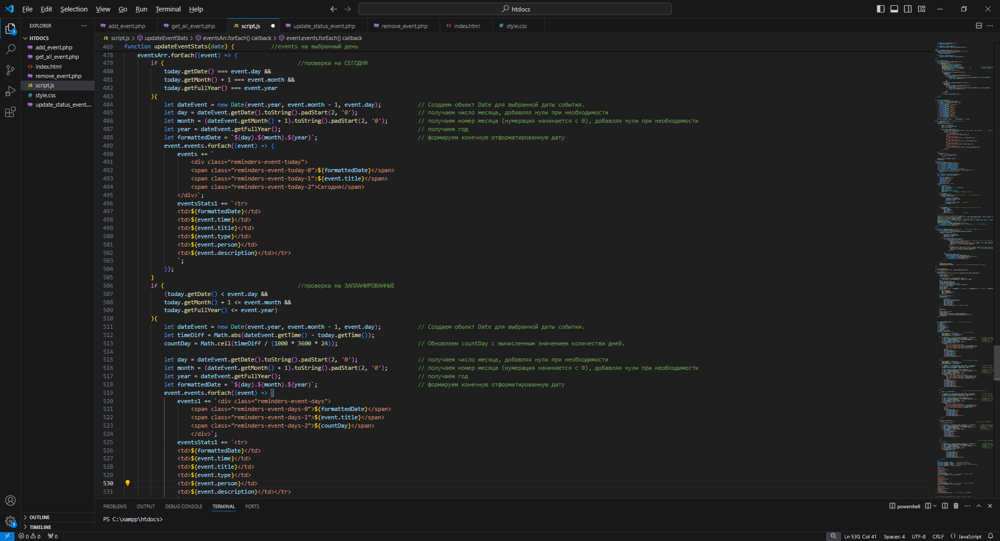 File Edit Selection View Go Run Terminal Help
htdocs
EXPLORER
HTDOCS
add_event.php
get_all_event.php
index.html
remove_event.php
JS script.js
# style.css
update_status_event....
OUTLINE
TIMELINE
add_event.php get_all_event.php JS script.js update_status_event.php remove_event.php index.html # style.css
JS script.js > updateEventStats > eventsArr.forEach() callback > event.events.forEach() callback
469 function updateEventStats(date) { //events на выбранный день
478 eventsArr.forEach((event) => {
479 if ( //проверка на СЕГОДНЯ
480 today.getDate() === event.day &&
481 today.getMonth() + 1 === event.month &&
482 today.getFullYear() === event.year
483 ){
484 let dateEvent = new Date(event.year, event.month - 1, event.day); // Создаем объект Date для выбранной даты события.
485 let day = dateEvent.getDate().toString().padStart(2, '0'); // получаем число месяца, добавляя нули при необходимости
486 let month = (dateEvent.getMonth() + 1).toString().padStart(2, '0'); // получаем номер месяца (нумерация начинается с 0), добавляя нули при необходимости
487 let year = dateEvent.getFullYear(); // получаем год
488 let formattedDate = `${day}.${month}.${year}`; // формируем конечную отформатированную дату
489 event.events.forEach((event) => {
490 events += `
491 <div class="reminders-event-today">
492 <span class="reminders-event-today-0">${formattedDate}</span>
493 <span class="reminders-event-today-1">${event.title}</span>
494 <span class="reminders-event-today-2">Сегодня</span>
495 </div>`;
496 eventsStats1 += `<tr>
497 <td>${formattedDate}</td>
498 <td>${event.time}</td>
499 <td>${event.title}</td>
500 <td>${event.type}</td>
501 <td>${event.person}</td>
502 <td>${event.description}</td></tr>
503 `;
504 });
505 }
506 if ( //проверка на ЗАПЛАНИРОВАННЫЕ
507 (today.getDate() < event.day &&
508 today.getMonth() + 1 <= event.month &&
509 today.getFullYear() <= event.year)
510 ){
511 let dateEvent = new Date(event.year, event.month - 1, event.day); // Создаем объект Date для выбранной даты события.
512 let timeDiff = Math.abs(dateEvent.getTime() - today.getTime());
513 countDay = Math.ceil(timeDiff / (1000 * 3600 * 24)); // Обновляем countDay с вычисленным значением количества дней.
514
515 let day = dateEvent.getDate().toString().padStart(2, '0'); // получаем число месяца, добавляя нули при необходимости
516 let month = (dateEvent.getMonth() + 1).toString().padStart(2, '0'); // получаем номер месяца (нумерация начинается с 0), добавляя нули при необходимости
517 let year = dateEvent.getFullYear(); // получаем год
518 let formattedDate = `${day}.${month}.${year}`; // формируем конечную отформатированную дату
519 event.events.forEach((event) => {
520 events1 += `<div class="reminders-event-days">
521 <span class="reminders-event-days-0">${formattedDate}</span>
522 <span class="reminders-event-days-1">${event.title}</span>
523 <span class="reminders-event-days-2">${countDay}</span>
524 </div>`;
525 eventsStats1 += `<tr>
526 <td>${formattedDate}</td>
527 <td>${event.time}</td>
528 <td>${event.title}</td>
529 <td>${event.type}</td>
530 <td>${event.person}</td>
531 <td>${event.description}</td></tr>
PROBLEMS OUTPUT DEBUG CONSOLE TERMINAL PORTS
powershell
PS C:\xampp\htdocs>
0 0 0
Ln 530, Col 41 Spaces: 4 UTF-8 CRLF {} JavaScript